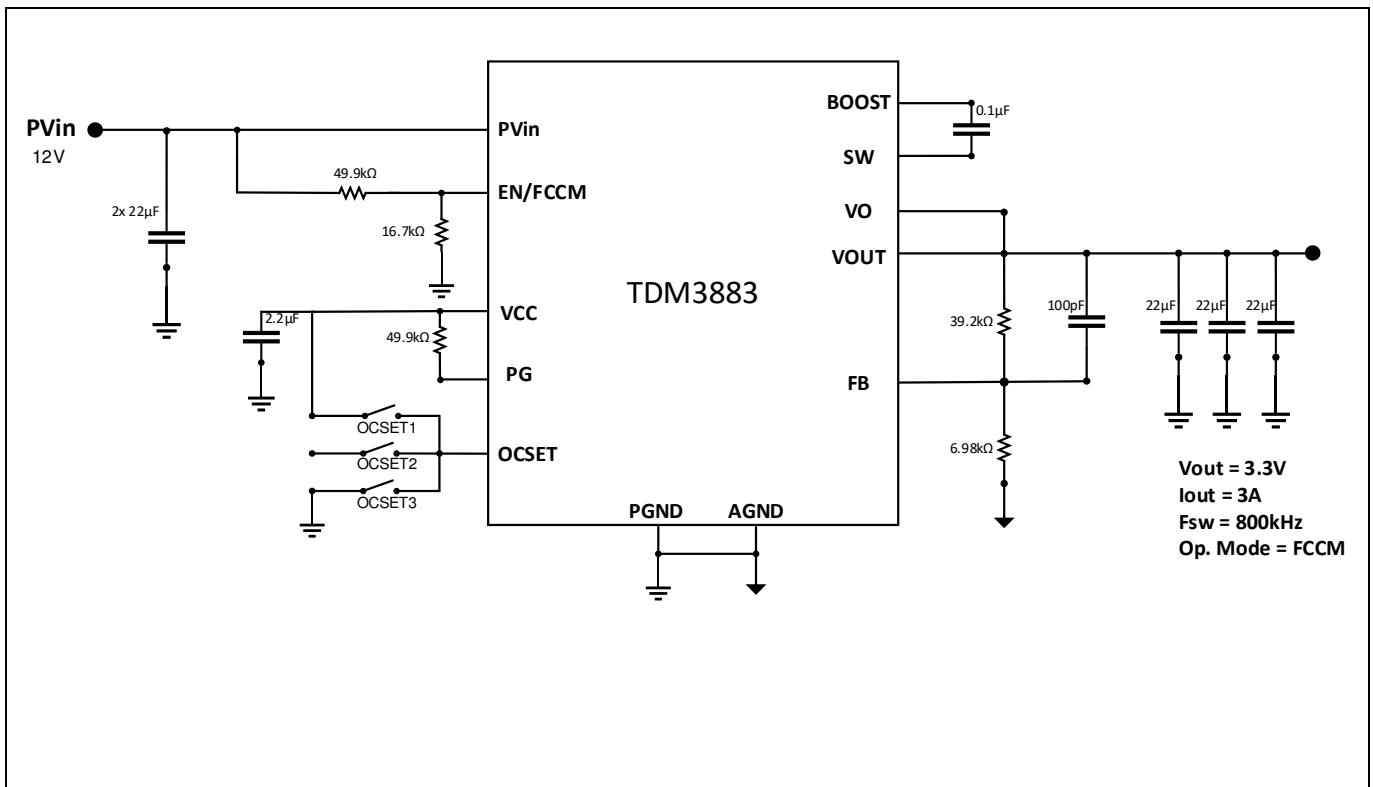 PVin
12V
2x 22µF
49.9kΩ
16.7kΩ
2.2µF
49.9kΩ
OCSET1
OCSET2
OCSET3
PVin
EN/FCCM
VCC
PG
OCSET
TDM3883
PGND
AGND
BOOST
SW
VO
VOUT
FB
0.1µF
39.2kΩ
100pF
6.98kΩ
22µF
22µF
22µF
Vout = 3.3V
Iout = 3A
Fsw = 800kHz
Op. Mode = FCCM